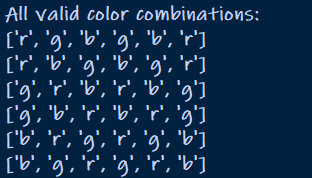 All valid color combinations:
['r', 'g', 'b', 'g', 'b', 'r']
['r', 'b', 'g', 'b', 'g', 'r']
['g', 'r', 'b', 'r', 'b', 'g']
['g', 'b', 'r', 'b', 'r', 'g']
['b', 'r', 'g', 'r', 'g', 'b']
['b', 'g', 'r', 'g', 'r', 'b']